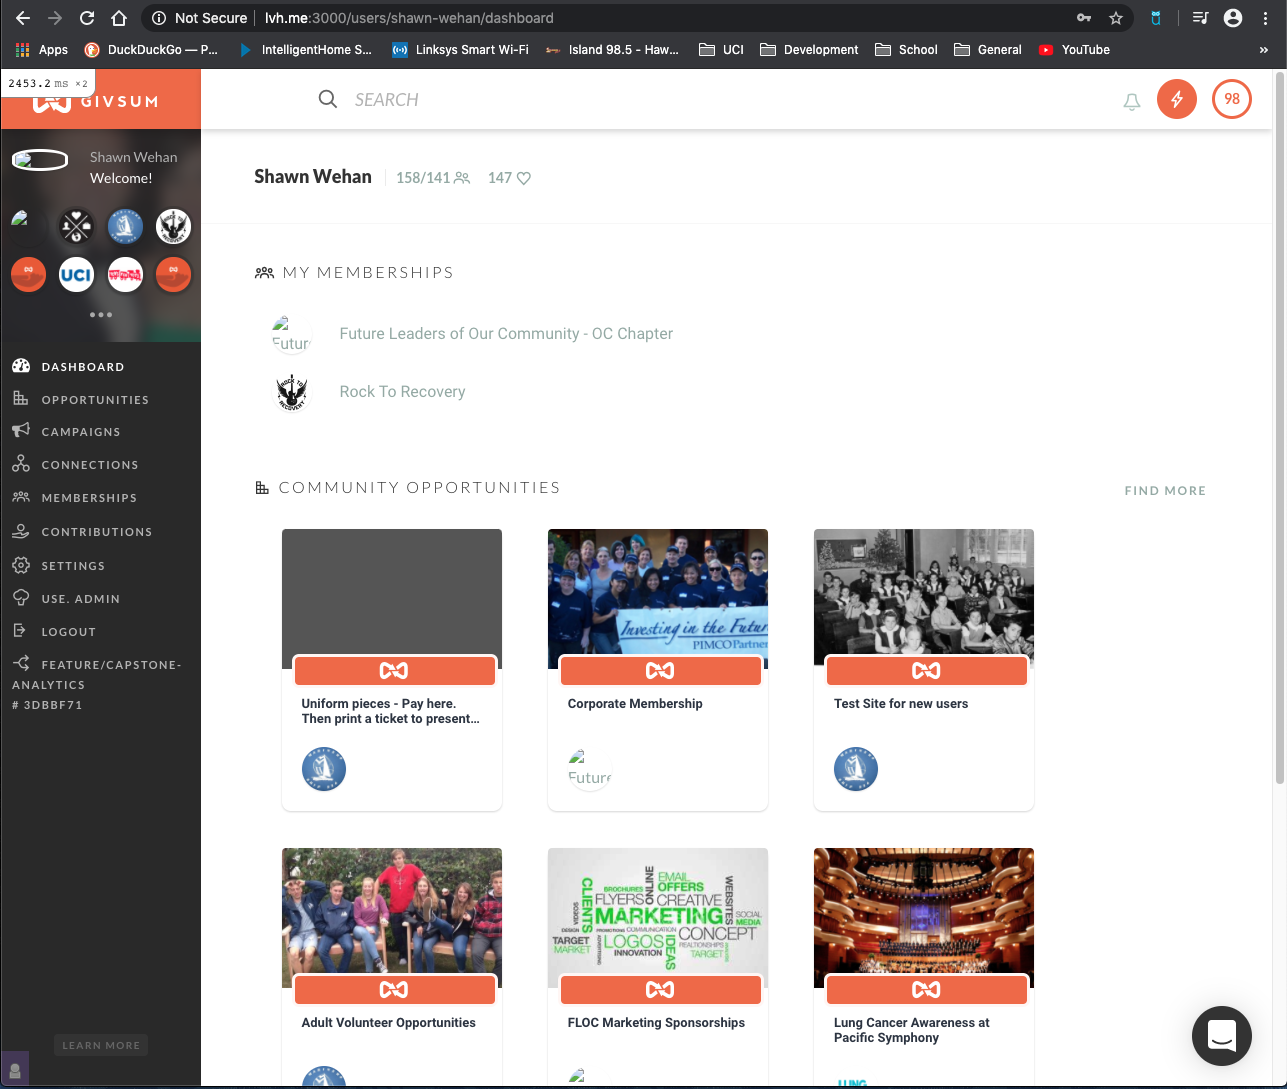 Not Secure
lvh.me:3000/users/shawn-wehan/dashboard
Apps
DuckDuckGo — P...
IntelligentHome S...
Linksys Smart Wi-Fi
Island 98.5 - Haw...
UCI
Development
School
General
YouTube
»
2453.2 ms ×2
GIVSUM
SEARCH
98
Shawn Wehan
Welcome!
UCI
DASHBOARD
OPPORTUNITIES
CAMPAIGNS
CONNECTIONS
MEMBERSHIPS
CONTRIBUTIONS
SETTINGS
USE. ADMIN
LOGOUT
FEATURE/CAPSTONE-
ANALYTICS
# 3DBBF71
LEARN MORE
Shawn Wehan
158/141
147
MY MEMBERSHIPS
Future Leaders of Our Community - OC Chapter
ROCK TO
RECOVERY
Rock To Recovery
COMMUNITY OPPORTUNITIES
FIND MORE
Investing in the Futur
PIMCO Partner
Uniform pieces - Pay here.
Then print a ticket to present...
Corporate Membership
Future
Test Site for new users
BROCHURES
ONLINE
EMAIL
OFFERS
WEBSITES
CLIENTS
FLYERS
CREATIVE
VIDEOS
MARKETING
SOCIAL
MEDIA
DESIGN
PROMOTIONS
COMMUNICATION
CONCEPT
TARGET
MARKET
ADVERTISING
LOGOS
IDEAS
REALTIONSHIPS
INNOVATION
TARGET
Adult Volunteer Opportunities
FLOC Marketing Sponsorships
Lung Cancer Awareness at
Pacific Symphony
LUNG